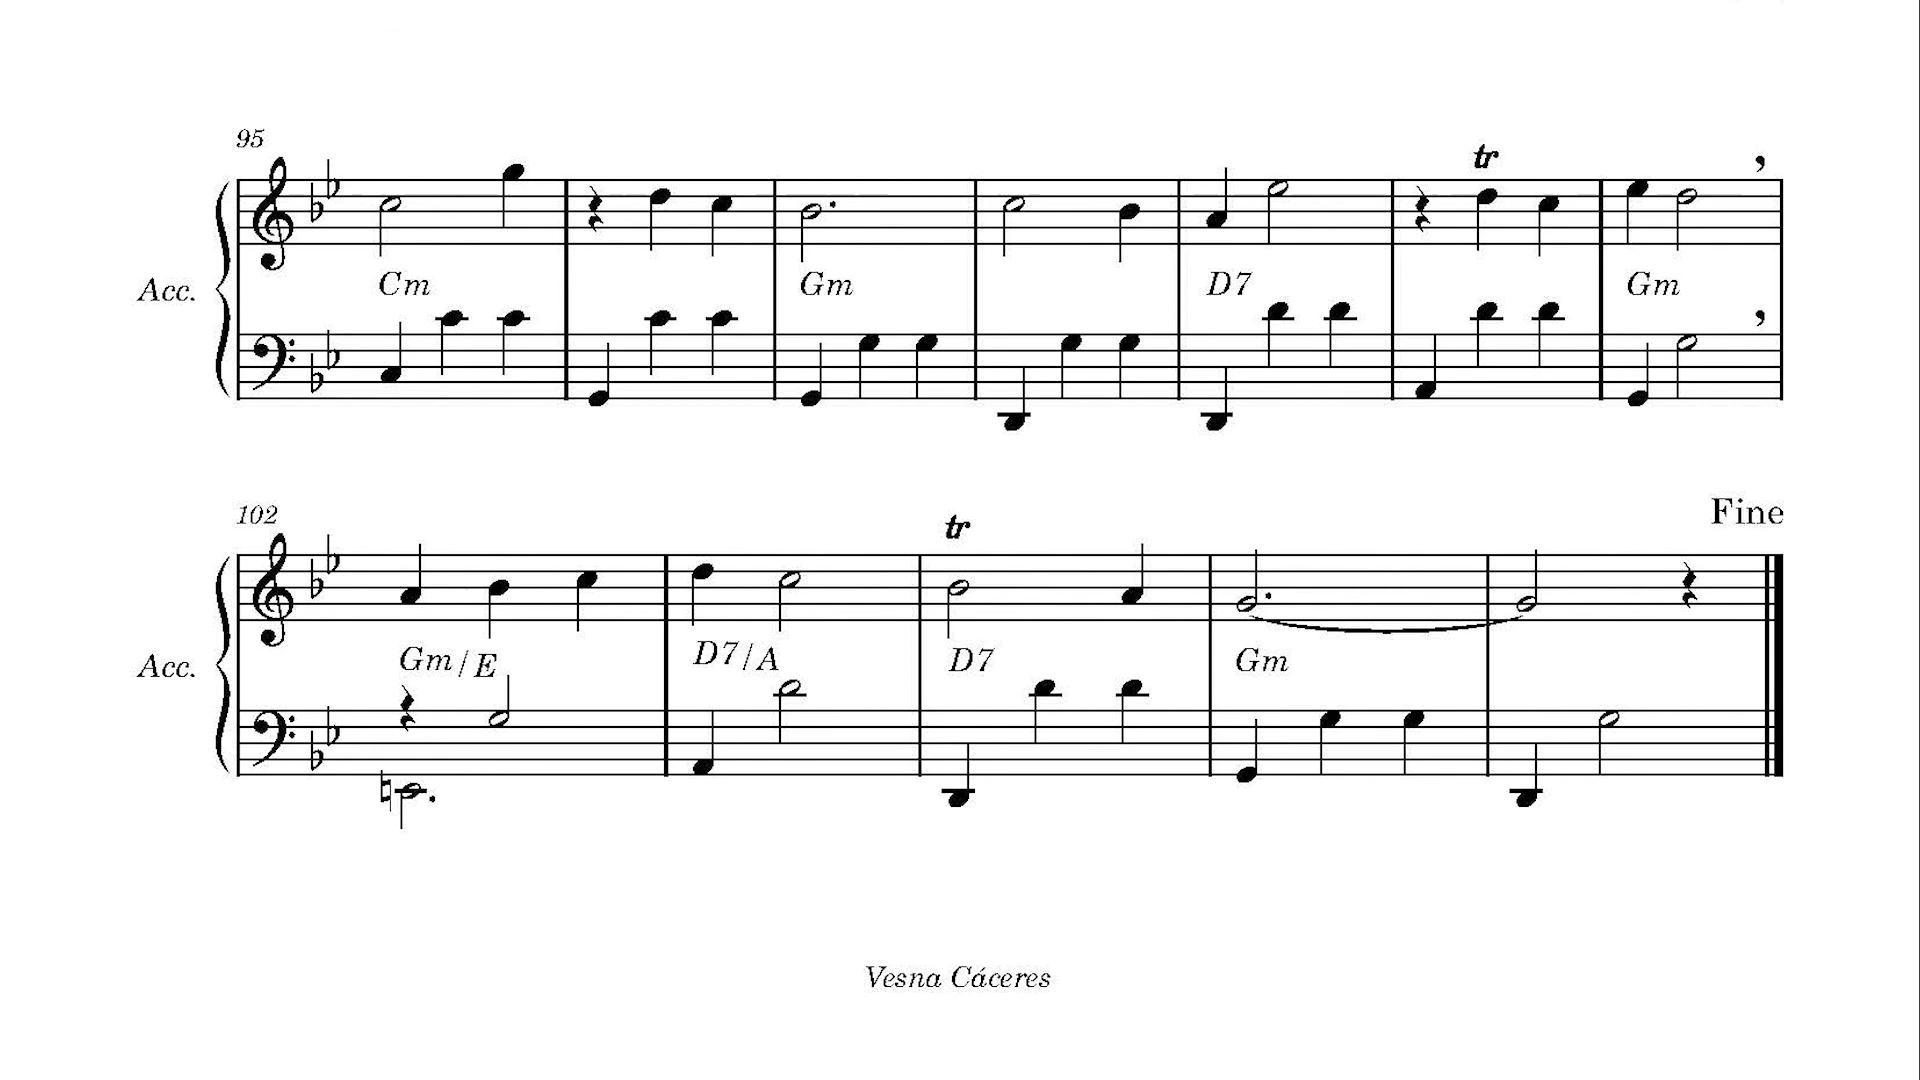 95
tr
Acc.
Cm Gm D7 Gm
102
Fine
tr
Acc.
Gm/E D7/A D7 Gm
Vesna Cáceres